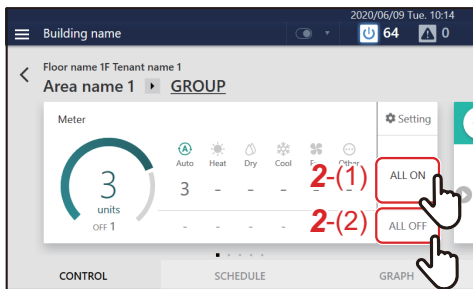 2020/06/09 Tue. 10:14
Building name 64 0
Floor name 1F Tenant name 1
Area name 1 GROUP
Meter Setting
Auto Heat Dry Cool
3 units OFF 1
3 - - - - -
- - - - - -
2-(1) ALL ON
2-(2) ALL OFF
CONTROL SCHEDULE GRAPH